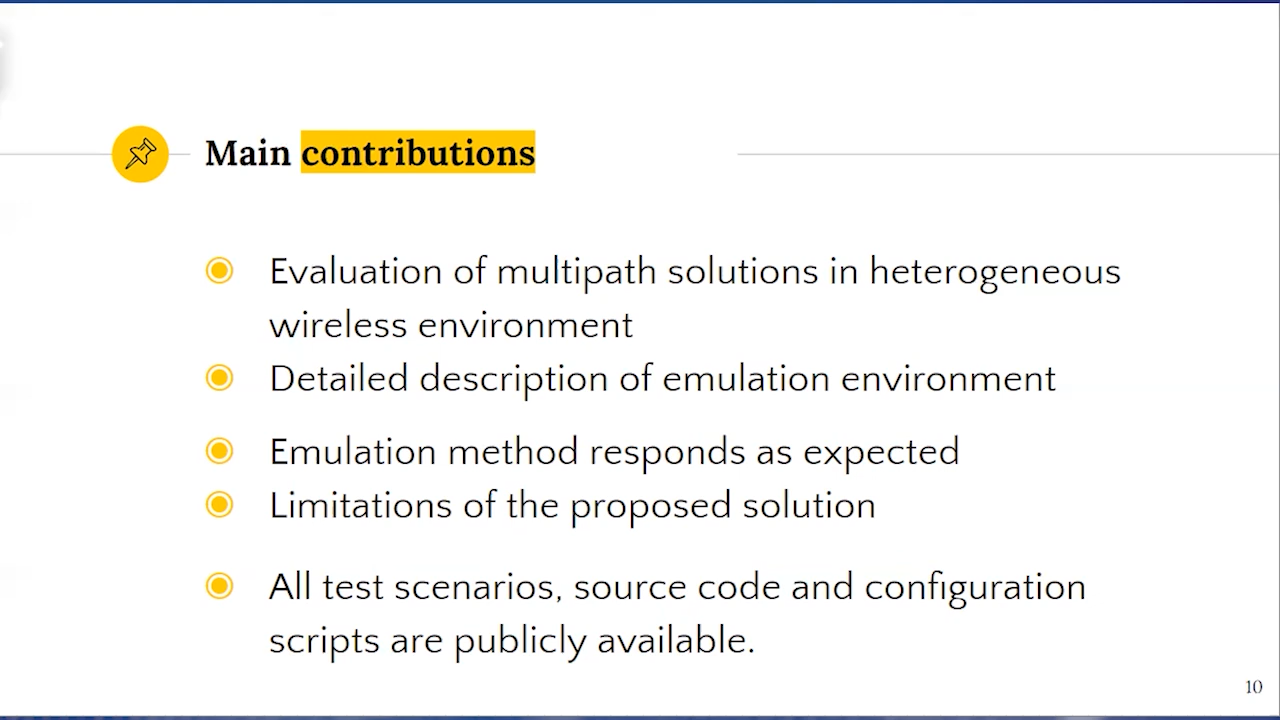 Main contributions
Evaluation of multipath solutions in heterogeneous
wireless environment
Detailed description of emulation environment
Emulation method responds as expected
Limitations of the proposed solution
All test scenarios, source code and configuration
scripts are publicly available.
10